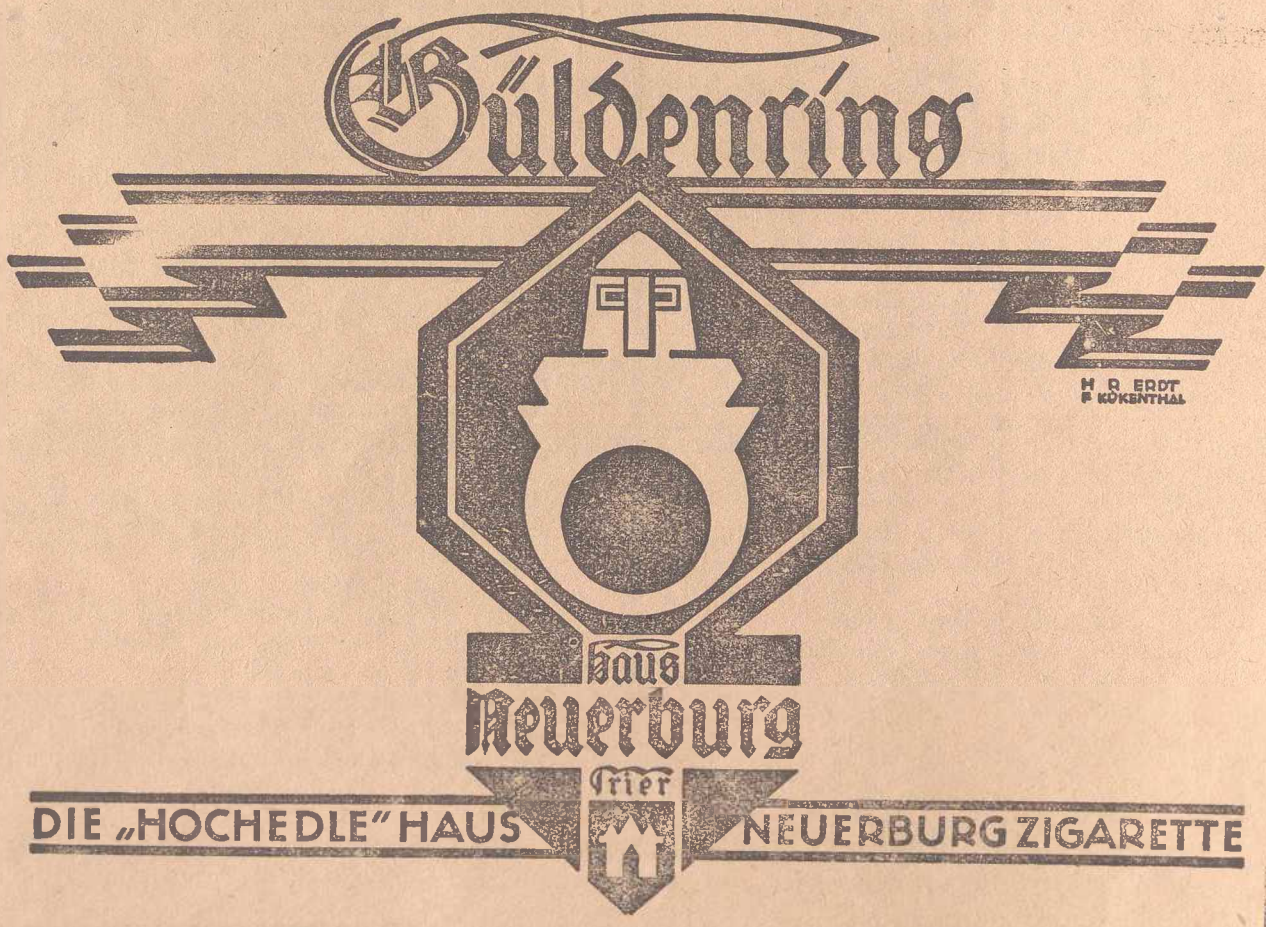 Güldenring
H R ERDT
F KÜKENTHAL
haus
Neuerburg
Trier
DIE „HOCHEDLE“ HAUS NEUERBURG ZIGARETTE